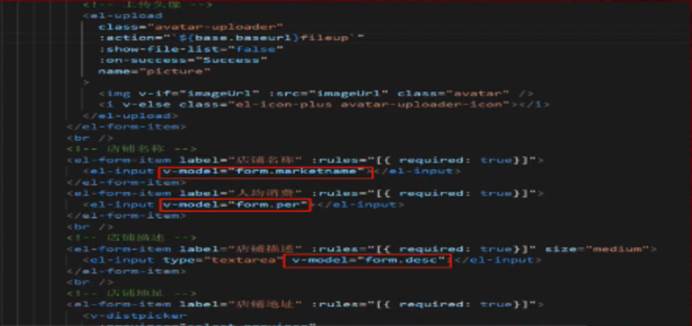 <!-- 上传头像 -->
<el-upload
class="avatar-uploader"
:action="`${base.baseurl}fileup`"
:show-file-list="false"
:on-success="Success"
name="picture"
>
<img v-if="imageUrl" :src="imageUrl" class="avatar" />
<i v-else class="el-icon-plus avatar-uploader-icon"></i>
</el-upload>
</el-form-item>
<br />
<!-- 店铺名称 -->
<el-form-item label="店铺名称" :rules="[{ required: true}]">
<el-input v-model="form.marketname"></el-input>
</el-form-item>
<el-form-item label="人均消费" :rules="[{ required: true}]">
<el-input v-model="form.per"></el-input>
</el-form-item>
<br />
<!-- 店铺描述 -->
<el-form-item label="店铺描述" :rules="[{ required: true}]" size="medium">
<el-input type="textarea" v-model="form.desc"></el-input>
</el-form-item>
<br />
<!-- 店铺地址 -->
<el-form-item label="店铺地址" :rules="[{ required: true}]">
<v-distpicker